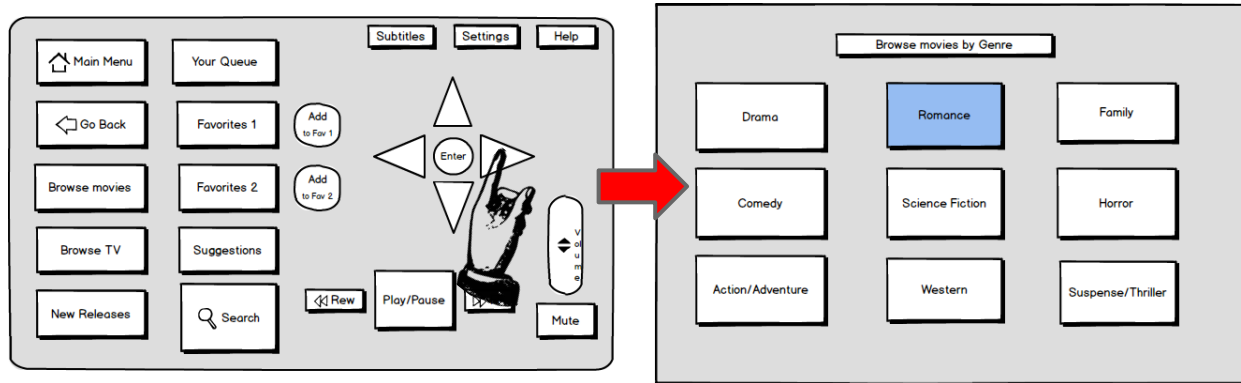 Subtitles
Settings
Help
Main Menu
Your Queue
Go Back
Favorites 1
Add
to Fav 1
Enter
Browse movies
Favorites 2
Add
to Fav 2
Browse TV
Suggestions
Volume
New Releases
Search
Rew
Play/Pause
Mute
Browse movies by Genre
Drama
Romance
Family
Comedy
Science Fiction
Horror
Action/Adventure
Western
Suspense/Thriller